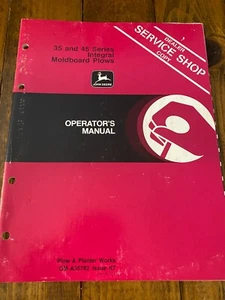 35 and 45 Series
Integral
Moldboard Plows
DEALER
SERVICE SHOP
COPY
JOHN DEERE
OPERATOR'S
MANUAL
Plow & Planter Works